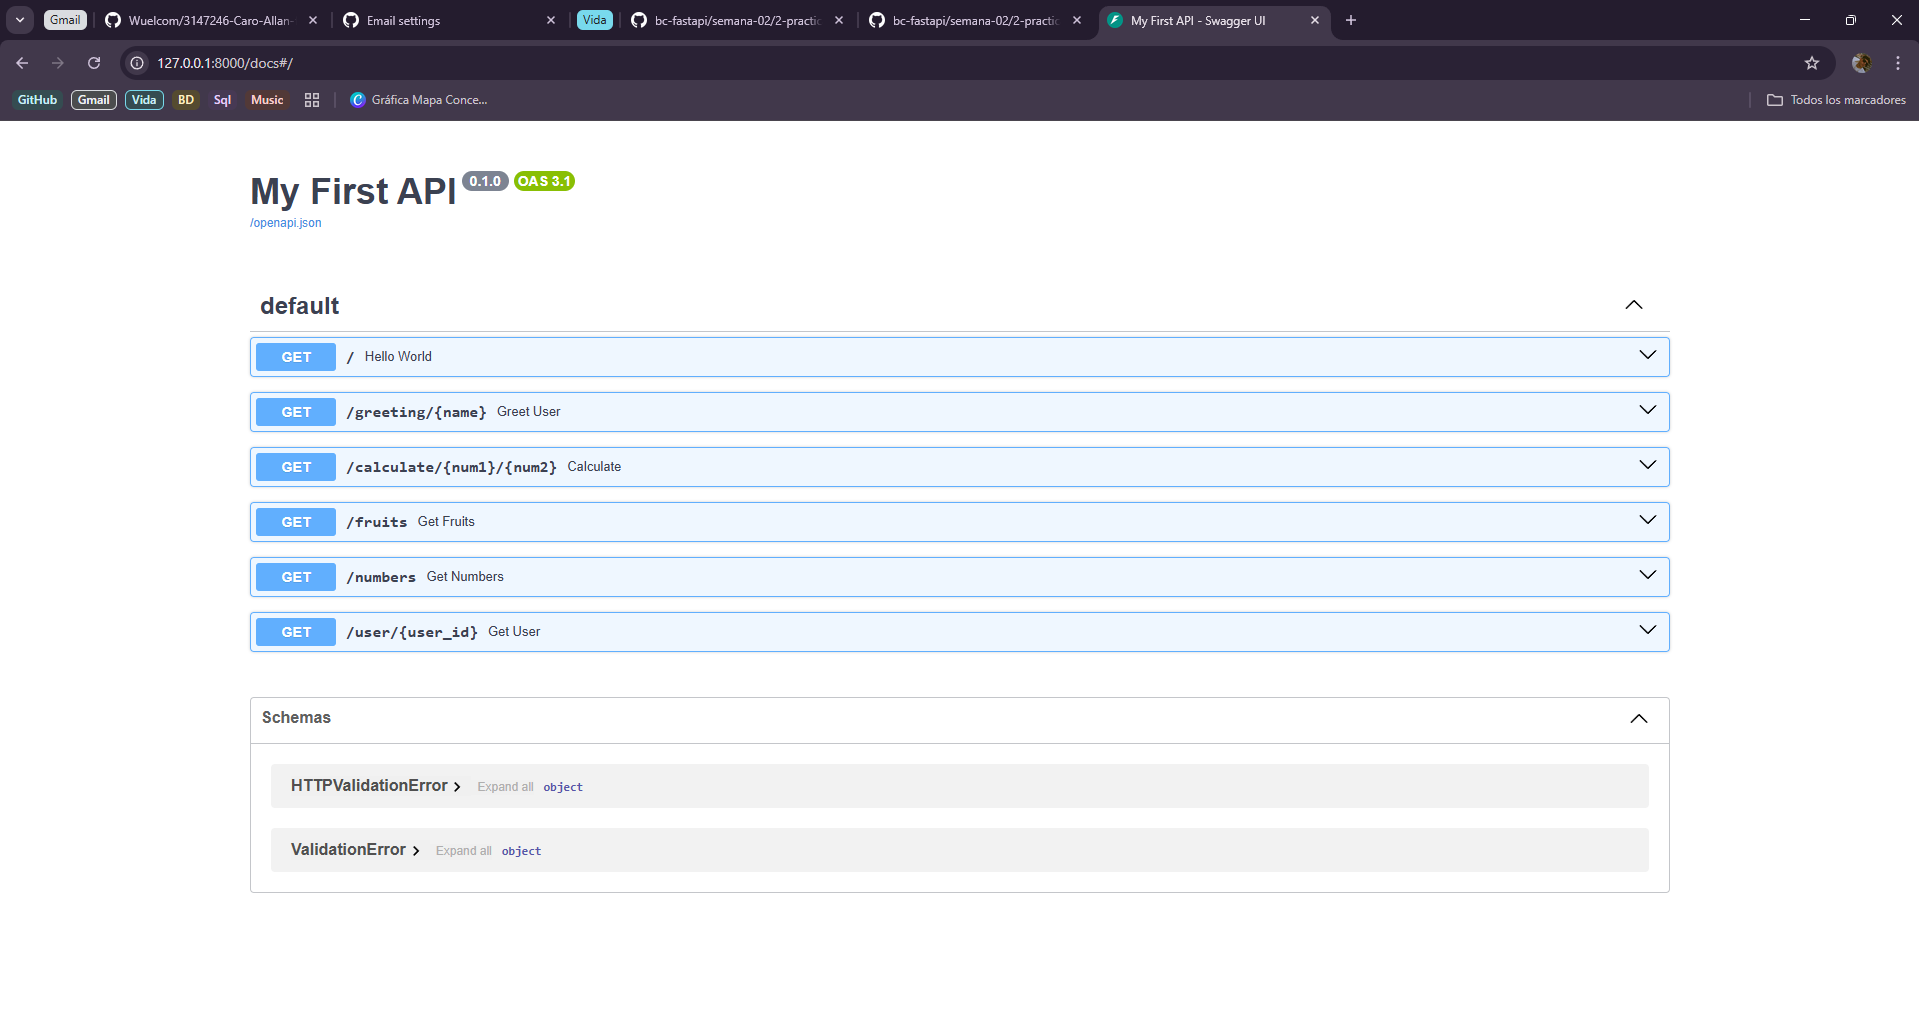 Gmail
Wuelcom/3147246-Caro-Allan-
Email settings
Vida
bc-fastapi/semana-02/2-practic
bc-fastapi/semana-02/2-practic
My First API - Swagger UI
127.0.0.1:8000/docs#/
GitHub
Gmail
Vida
BD
Sql
Music
Gráfica Mapa Conce...
Todos los marcadores
My First API 0.1.0 OAS 3.1
/openapi.json
default
GET / Hello World
GET /greeting/{name} Greet User
GET /calculate/{num1}/{num2} Calculate
GET /fruits Get Fruits
GET /numbers Get Numbers
GET /user/{user_id} Get User
Schemas
HTTPValidationError Expand all object
ValidationError Expand all object